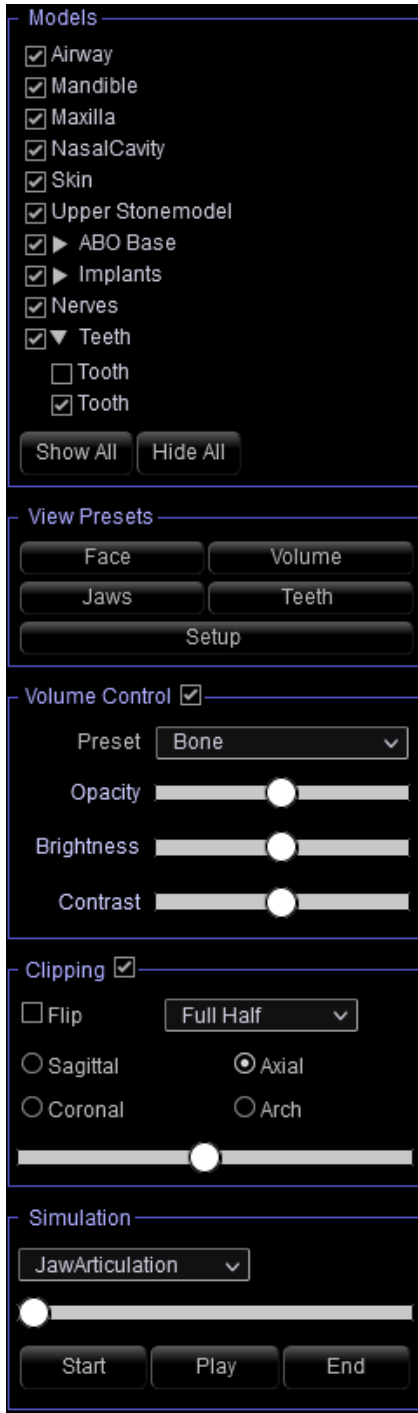 Models
Airway
Mandible
Maxilla
NasalCavity
Skin
Upper Stonemodel
ABO Base
Implants
Nerves
Teeth
Tooth
Tooth
Show All Hide All
View Presets
Face Volume
Jaws Teeth
Setup
Volume Control
Preset Bone
Opacity
Brightness
Contrast
Clipping
Flip Full Half
Sagittal Axial
Coronal Arch
Simulation
JawArticulation
Start Play End